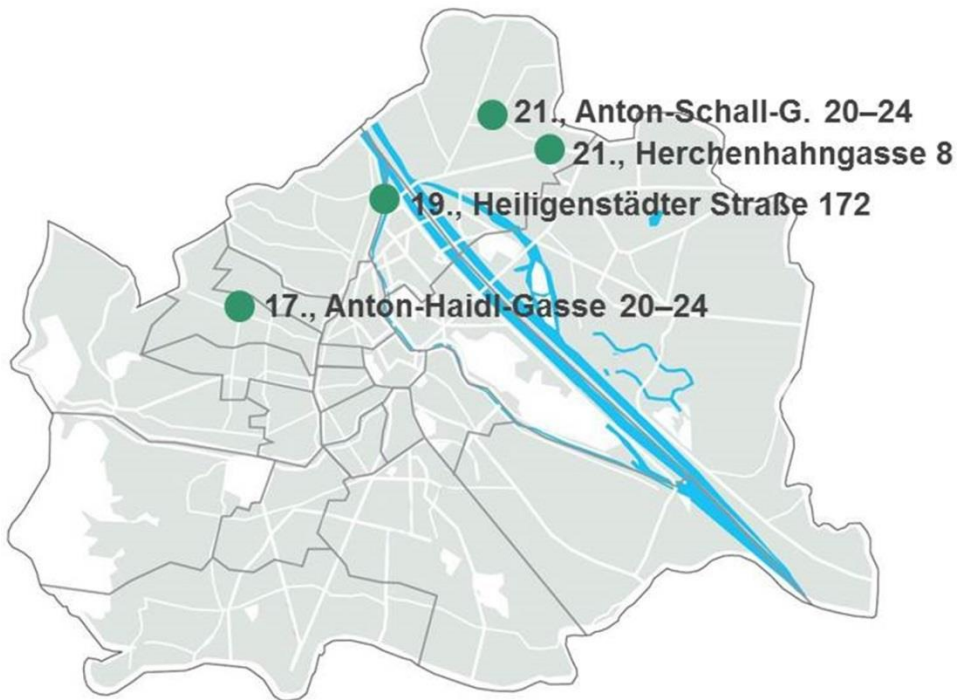 21., Anton-Schall-G. 20–24
21., Herchenhahngasse 8
19., Heiligenstädter Straße 172
17., Anton-Haidl-Gasse 20–24